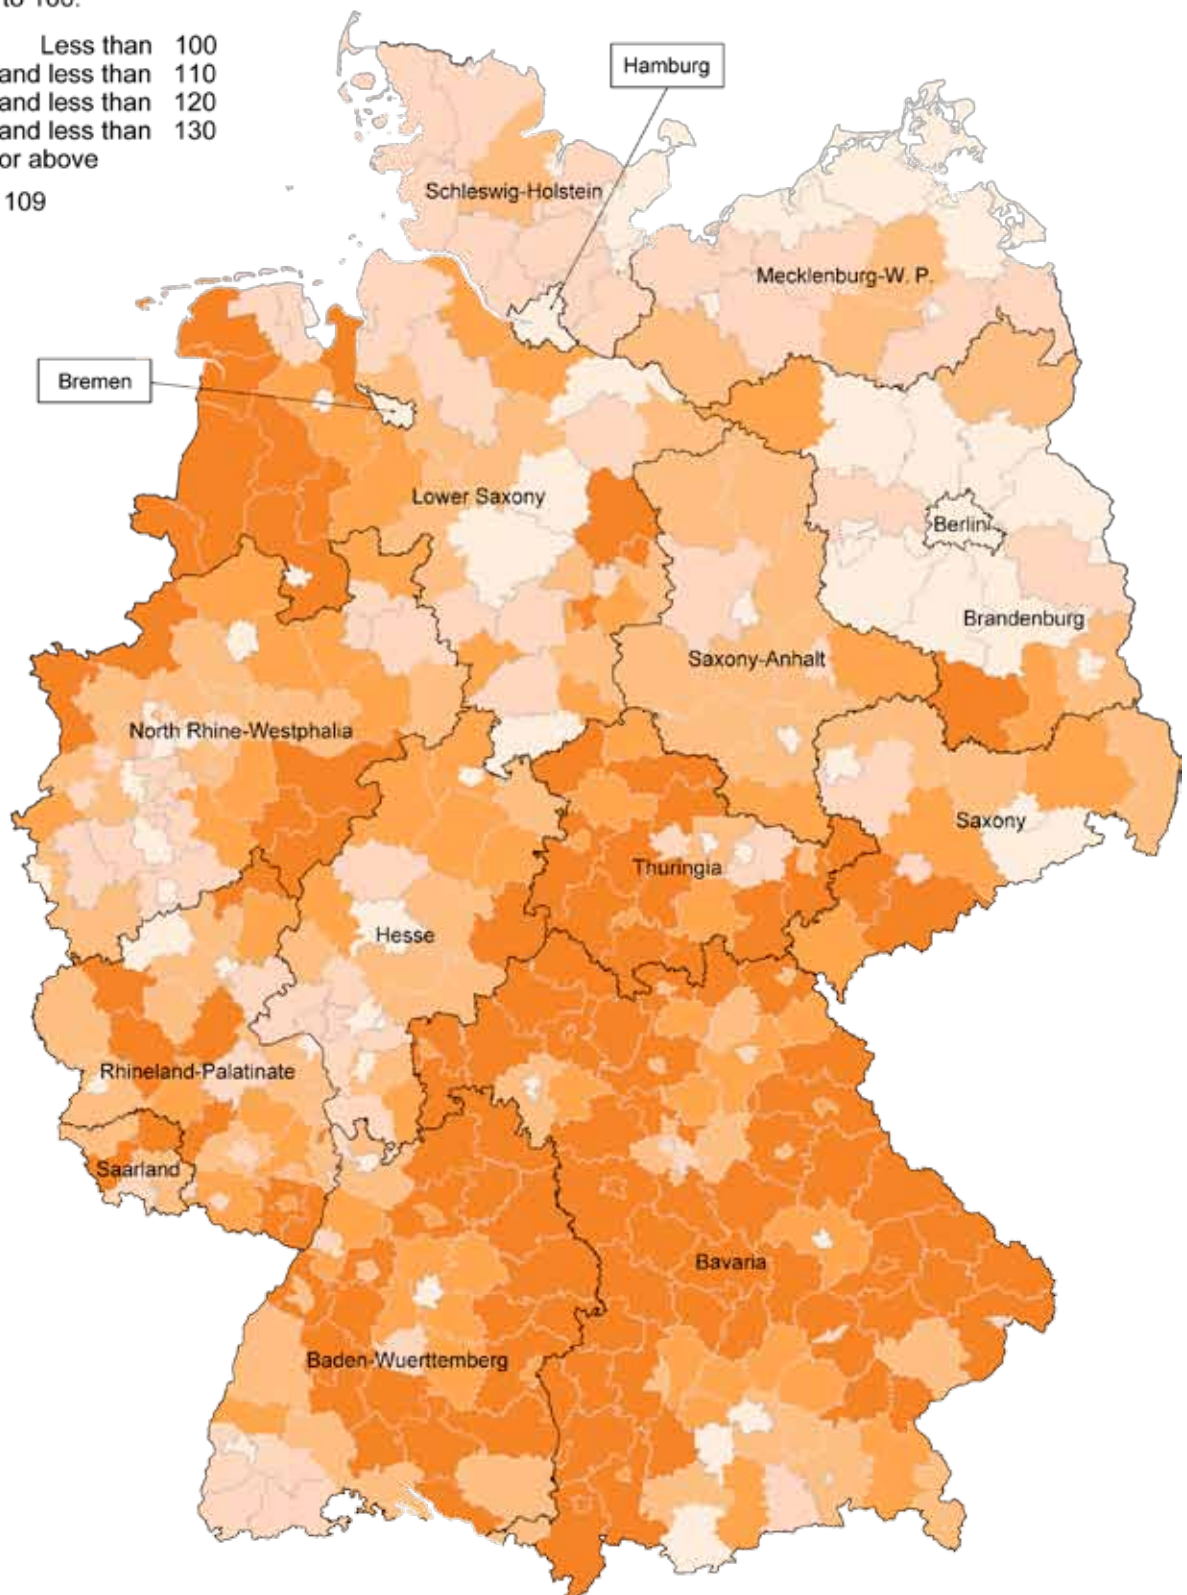 to 100.
Less than 100
and less than 110
and less than 120
and less than 130
or above
109
Hamburg
Schleswig-Holstein
Mecklenburg-W. P.
Bremen
Lower Saxony
Berlin
Brandenburg
Saxony-Anhalt
North Rhine-Westphalia
Saxony
Thuringia
Hesse
Rhineland-Palatinate
Saarland
Bavaria
Baden-Wuerttemberg